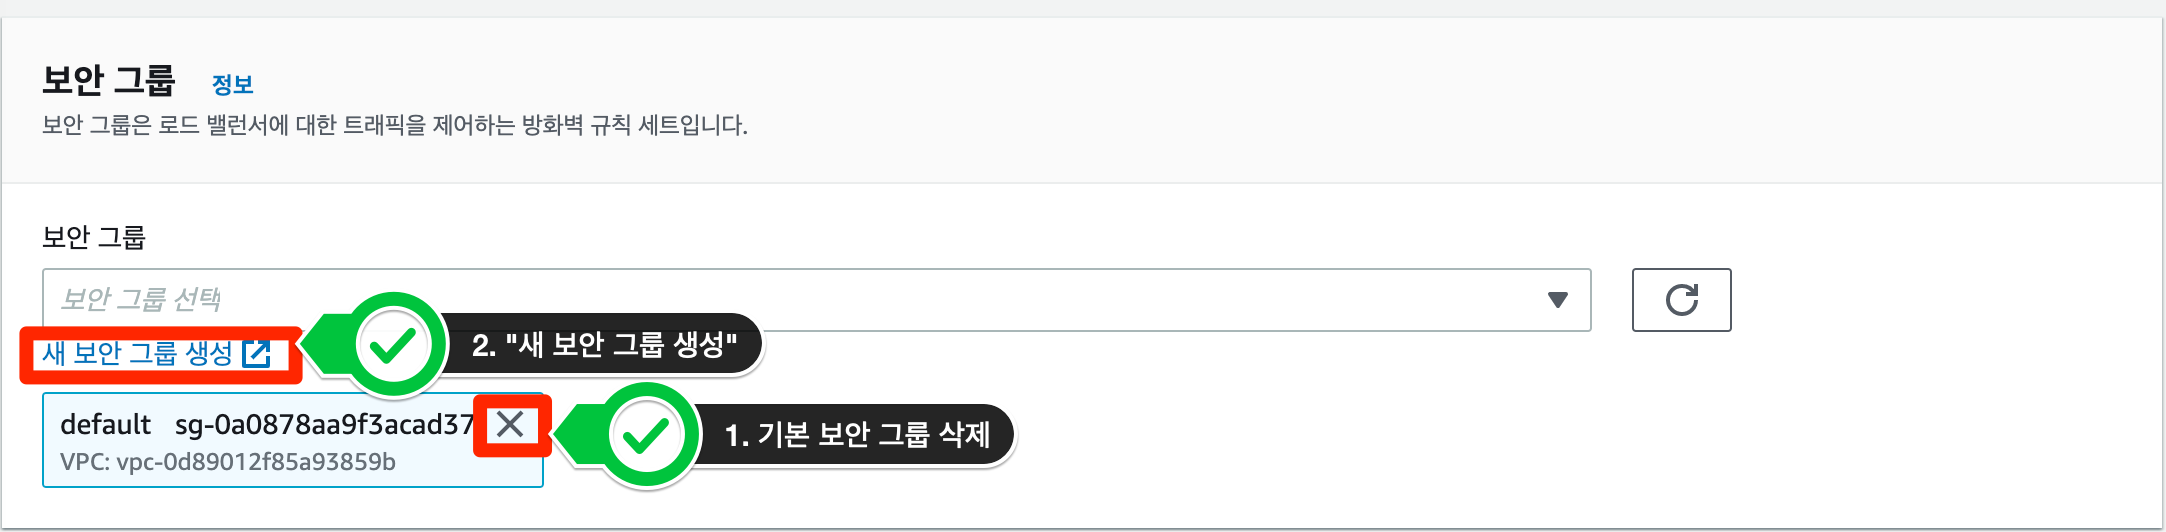 보안 그룹 정보
보안 그룹은 로드 밸런서에 대한 트래픽을 제어하는 방화벽 규칙 세트입니다.
보안 그룹
보안 그룹 선택
새 보안 그룹 생성
2. "새 보안 그룹 생성"
default sg-0a0878aa9f3acad37
1. 기본 보안 그룹 삭제
VPC: vpc-0d89012f85a93859b